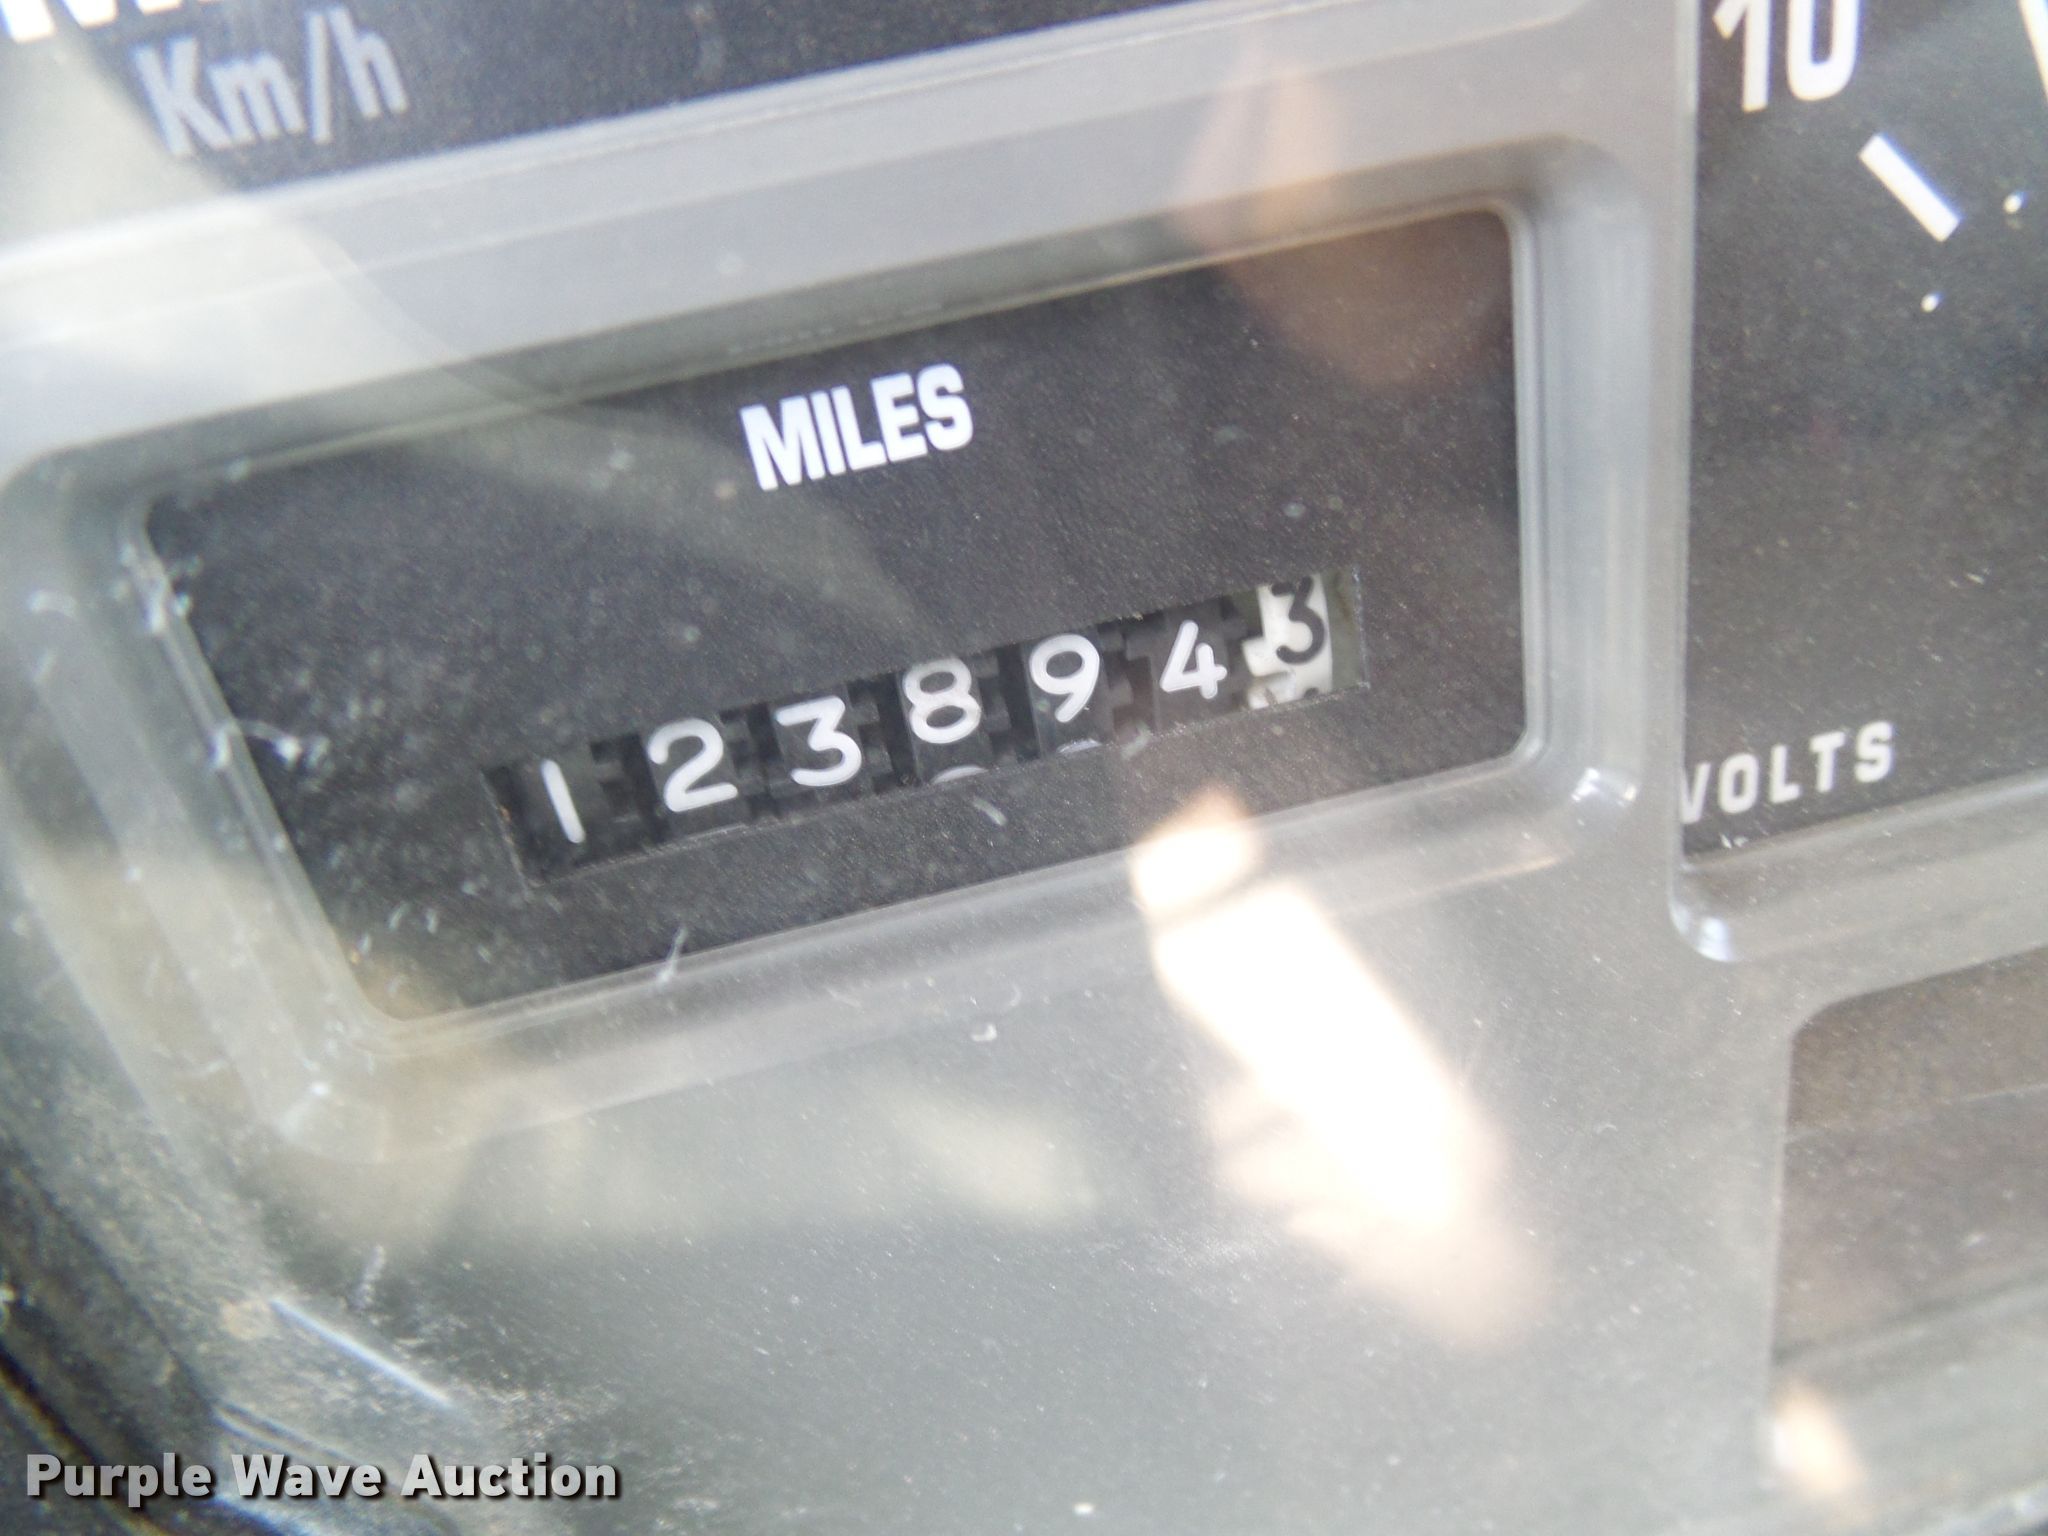 Km/h
10
MILES
1238943
VOLTS
Purple Wave Auction